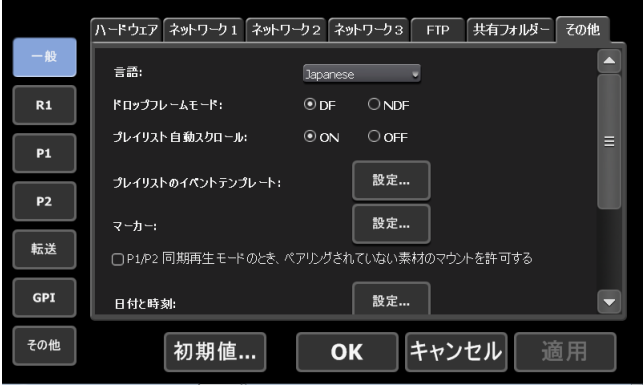 ハードウェア ネットワーク1 ネットワーク2 ネットワーク3 FTP 共有フォルダー その他
一般
R1
P1
P2
転送
GPI
その他
言語: Japanese
ドロップフレームモード: DF NDF
プレイリスト自動スクロール: ON OFF
プレイリストのイベントテンプレート: 設定...
マーカー: 設定...
P1/P2 同期再生モードのとき、ペアリングされていない素材のマウントを許可する
日付と時刻: 設定...
初期値... OK キャンセル 適用